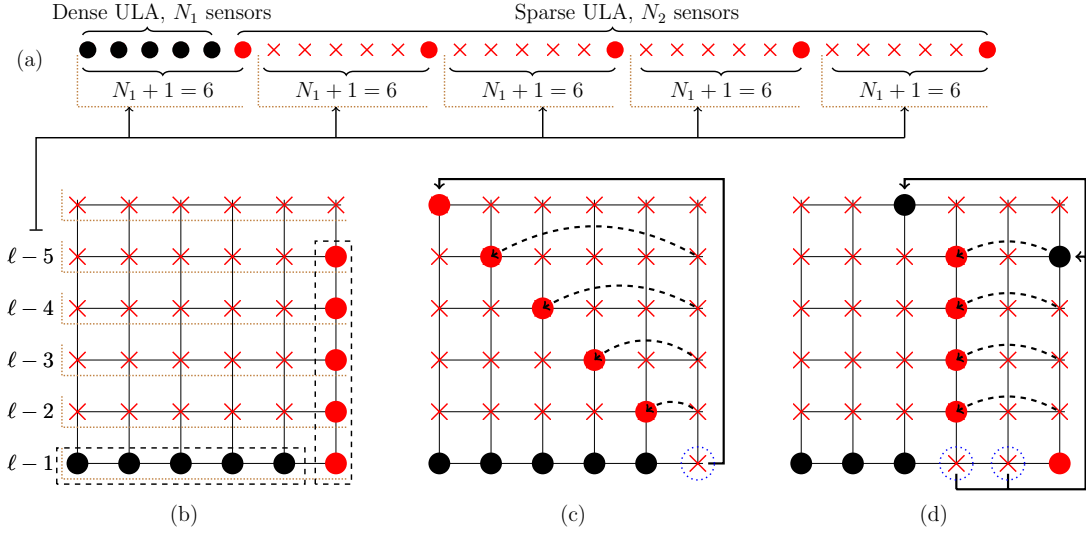 Dense ULA, N₁ sensors
Sparse ULA, N₂ sensors
(a)
N₁ + 1 = 6
N₁ + 1 = 6
N₁ + 1 = 6
N₁ + 1 = 6
N₁ + 1 = 6
ℓ − 5
ℓ − 4
ℓ − 3
ℓ − 2
ℓ − 1
(b)
(c)
(d)